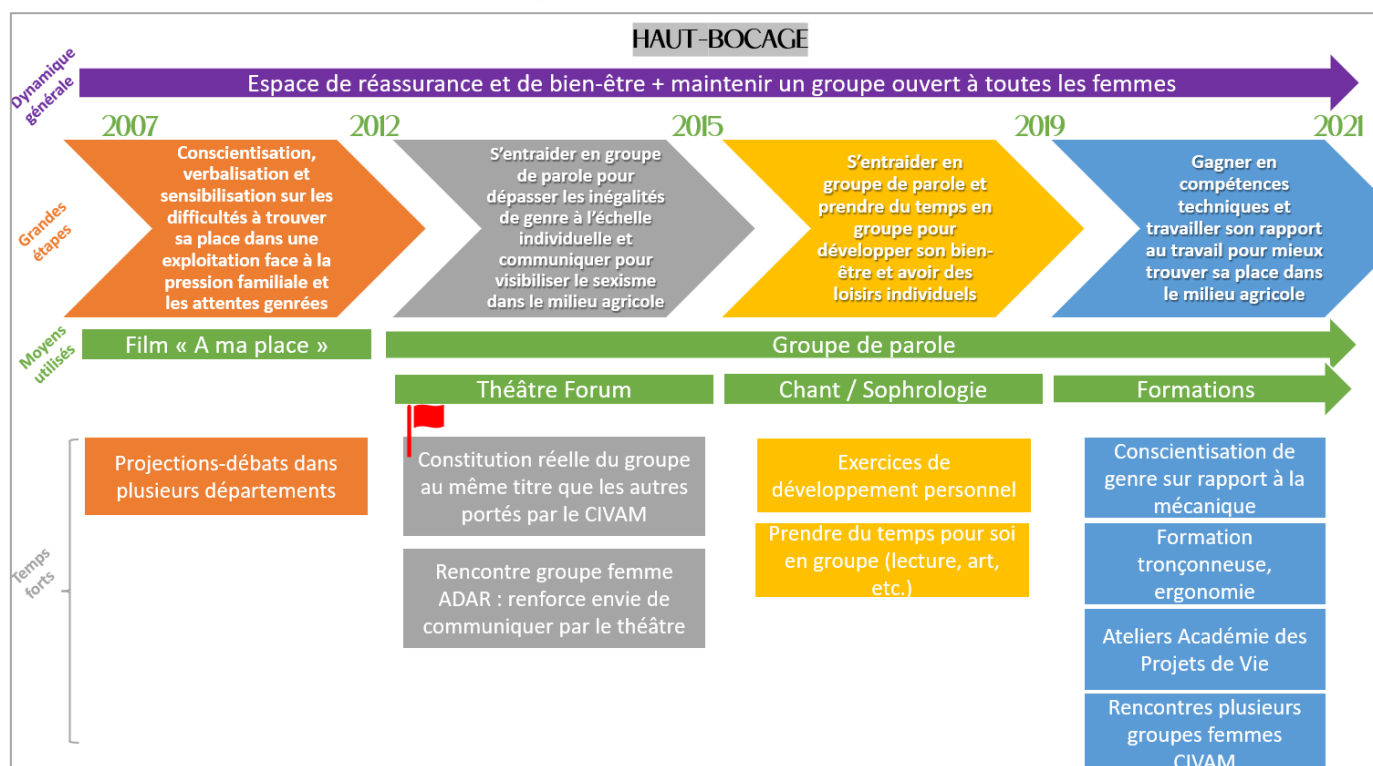 HAUT-BOCAGE
Dynamique
générale
Espace de réassurance et de bien-être + maintenir un groupe ouvert à toutes les femmes
2007
2012
2015
2019
2021
Grandes
étapes
Conscientisation,
verbalisation et
sensibilisation sur les
difficultés à trouver
sa place dans une
exploitation face à la
pression familiale et
les attentes genrées
S'entraider en groupe
de parole pour
dépasser les inégalités
de genre à l'échelle
individuelle et
communiquer pour
visibiliser le sexisme
dans le milieu agricole
S'entraider en
groupe de parole et
prendre du temps en
groupe pour
développer son bien-
être et avoir des
loisirs individuels
Gagner en
compétences
techniques et
travailler son rapport
au travail pour mieux
trouver sa place dans
le milieu agricole
Moyens
utilisés
Film « A ma place »
Groupe de parole
Théâtre Forum
Chant / Sophrologie
Formations
Temps
forts
Projections-débats dans
plusieurs départements
Constitution réelle du groupe
au même titre que les autres
portés par le CIVAM
Rencontre groupe femme
ADAR : renforce envie de
communiquer par le théâtre
Exercices de
développement personnel
Prendre du temps pour soi
en groupe (lecture, art,
etc.)
Conscientisation de
genre sur rapport à la
mécanique
Formation
tronçonneuse,
ergonomie
Ateliers Académie des
Projets de Vie
Rencontres plusieurs
groupes femmes
CIVAM